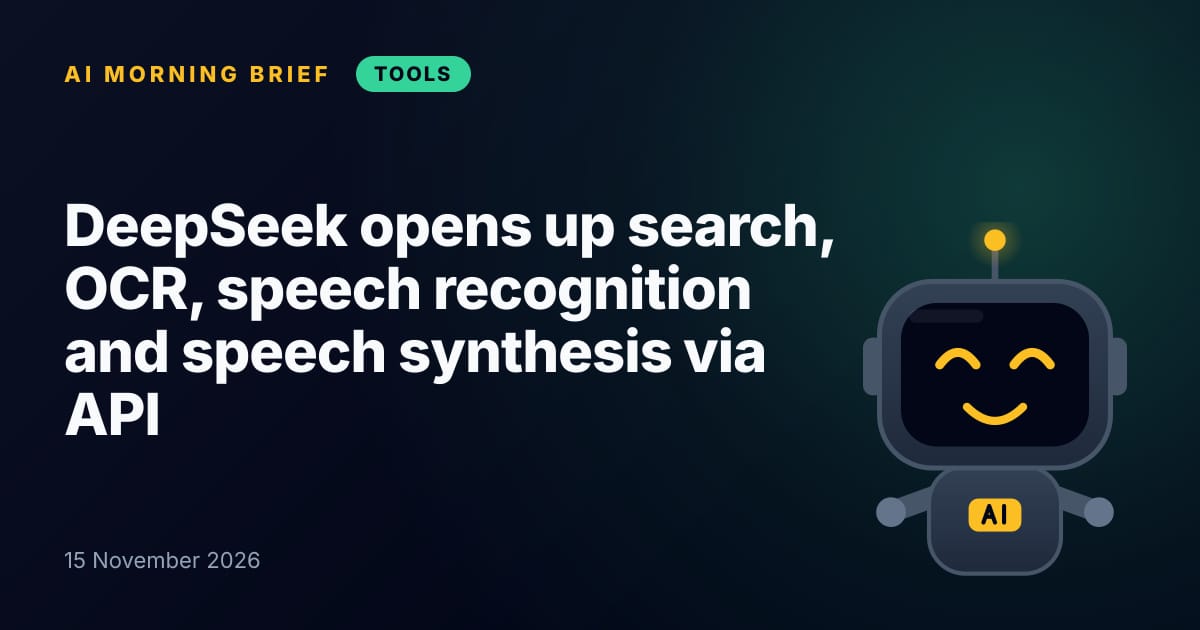 AI MORNING BRIEF
TOOLS
DeepSeek opens up search,
OCR, speech recognition
and speech synthesis via
API
AI
15 November 2026